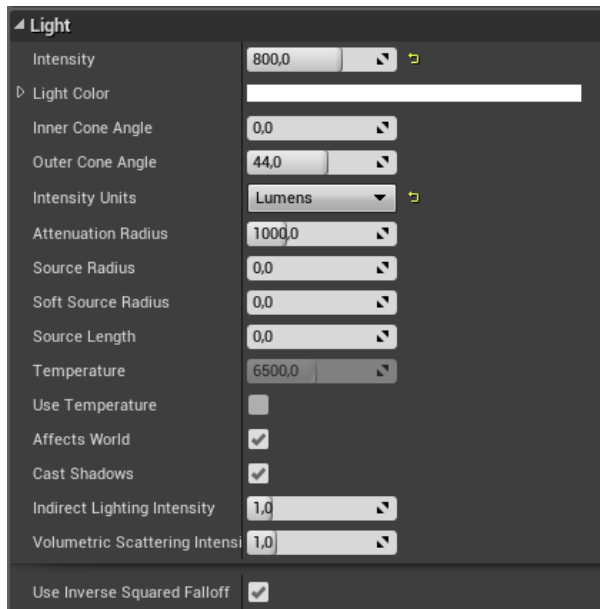 Light
Intensity 800,0
Light Color
Inner Cone Angle 0,0
Outer Cone Angle 44,0
Intensity Units Lumens
Attenuation Radius 1000,0
Source Radius 0,0
Soft Source Radius 0,0
Source Length 0,0
Temperature 6500,0
Use Temperature
Affects World
Cast Shadows
Indirect Lighting Intensity 1,0
Volumetric Scattering Intensi 1,0
Use Inverse Squared Falloff